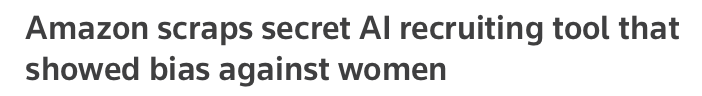 Amazon scraps secret AI recruiting tool that
showed bias against women